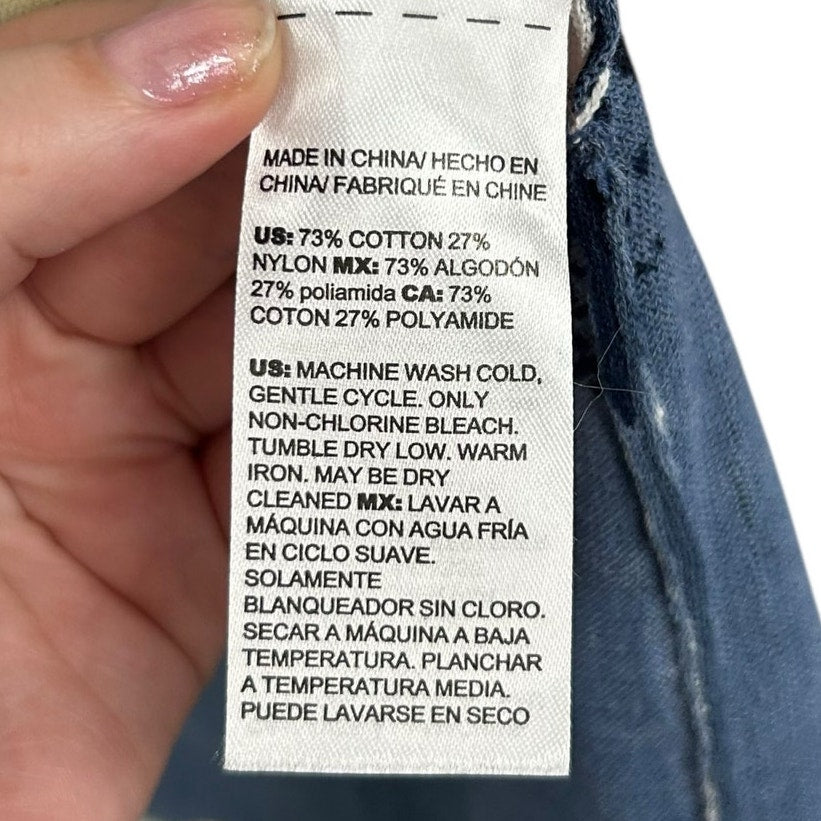 MADE IN CHINA/ HECHO EN
CHINA/ FABRIQUÉ EN CHINE
US: 73% COTTON 27%
NYLON MX: 73% ALGODÓN
27% poliamida CA: 73%
COTON 27% POLYAMIDE
US: MACHINE WASH COLD,
GENTLE CYCLE. ONLY
NON-CHLORINE BLEACH.
TUMBLE DRY LOW. WARM
IRON. MAY BE DRY
CLEANED MX: LAVAR A
MÁQUINA CON AGUA FRÍA
EN CICLO SUAVE.
SOLAMENTE
BLANQUEADOR SIN CLORO.
SECAR A MÁQUINA A BAJA
TEMPERATURA. PLANCHAR
A TEMPERATURA MEDIA.
PUEDE LAVARSE EN SECO